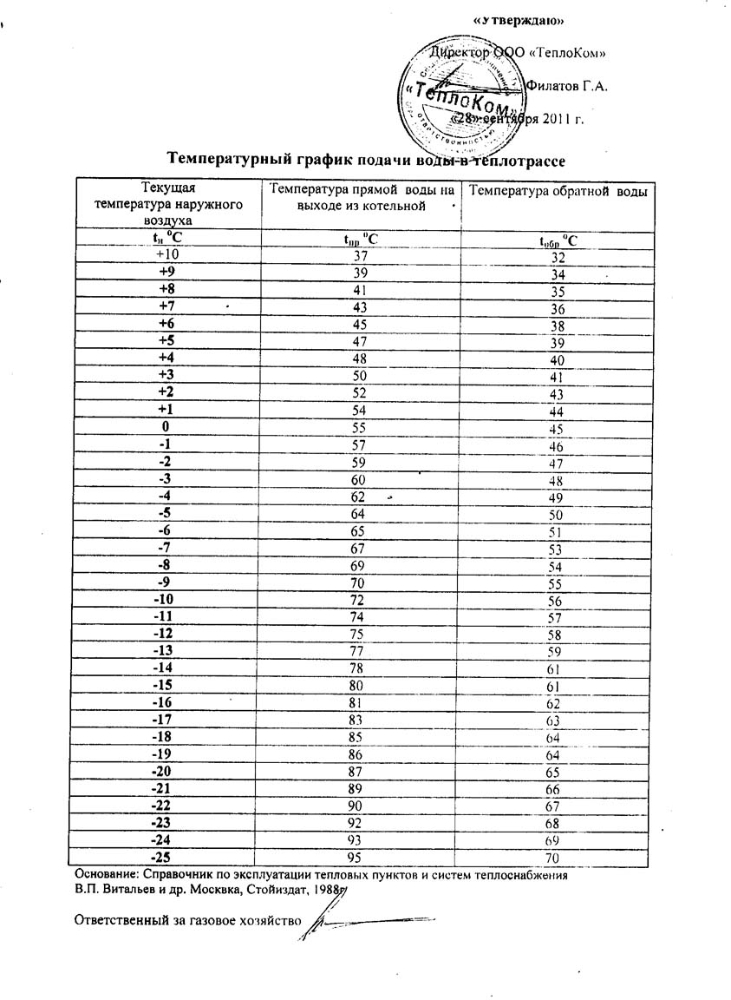 «Утверждаю»
Директор ООО «ТеплоКом»
Филатов Г.А.
«28» сентября 2011 г.
«ТеплоКом»
ответственностью
Температурный график подачи воды в теплотрассе
Текущая температура наружного воздуха Температура прямой воды на выходе из котельной Температура обратной воды
tн °C tпр °C tобр °C
+10 37 32
+9 39 34
+8 41 35
+7 43 36
+6 45 38
+5 47 39
+4 48 40
+3 50 41
+2 52 43
+1 54 44
0 55 45
-1 57 46
-2 59 47
-3 60 48
-4 62 49
-5 64 50
-6 65 51
-7 67 53
-8 69 54
-9 70 55
-10 72 56
-11 74 57
-12 75 58
-13 77 59
-14 78 61
-15 80 61
-16 81 62
-17 83 63
-18 85 64
-19 86 64
-20 87 65
-21 89 66
-22 90 67
-23 92 68
-24 93 69
-25 95 70
Основание: Справочник по эксплуатации тепловых пунктов и систем теплоснабжения
В.П. Витальев и др. Москвка, Стойиздат, 1988г
Ответственный за газовое хозяйство